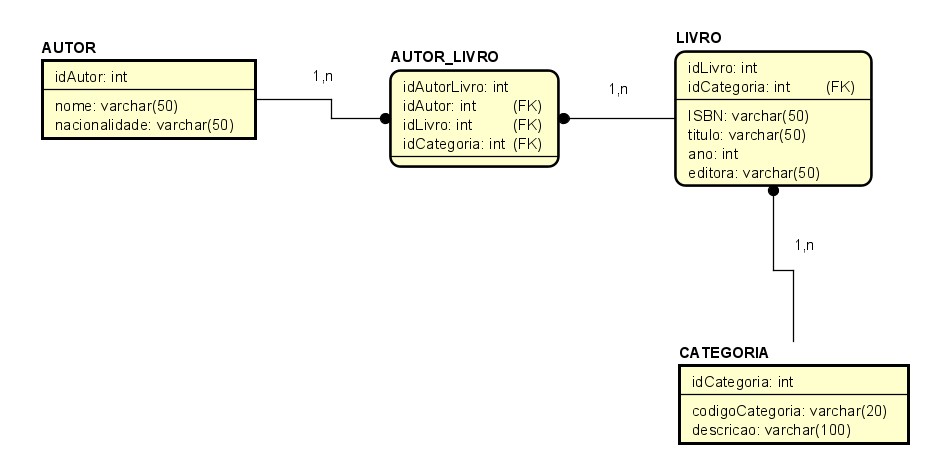 AUTOR
idAutor: int
nome: varchar(50)
nacionalidade: varchar(50)
1,n
AUTOR_LIVRO
idAutorLivro: int
idAutor: int (FK)
idLivro: int (FK)
idCategoria: int (FK)
1,n
LIVRO
idLivro: int
idCategoria: int (FK)
ISBN: varchar(50)
titulo: varchar(50)
ano: int
editora: varchar(50)
1,n
CATEGORIA
idCategoria: int
codigoCategoria: varchar(20)
descricao: varchar(100)